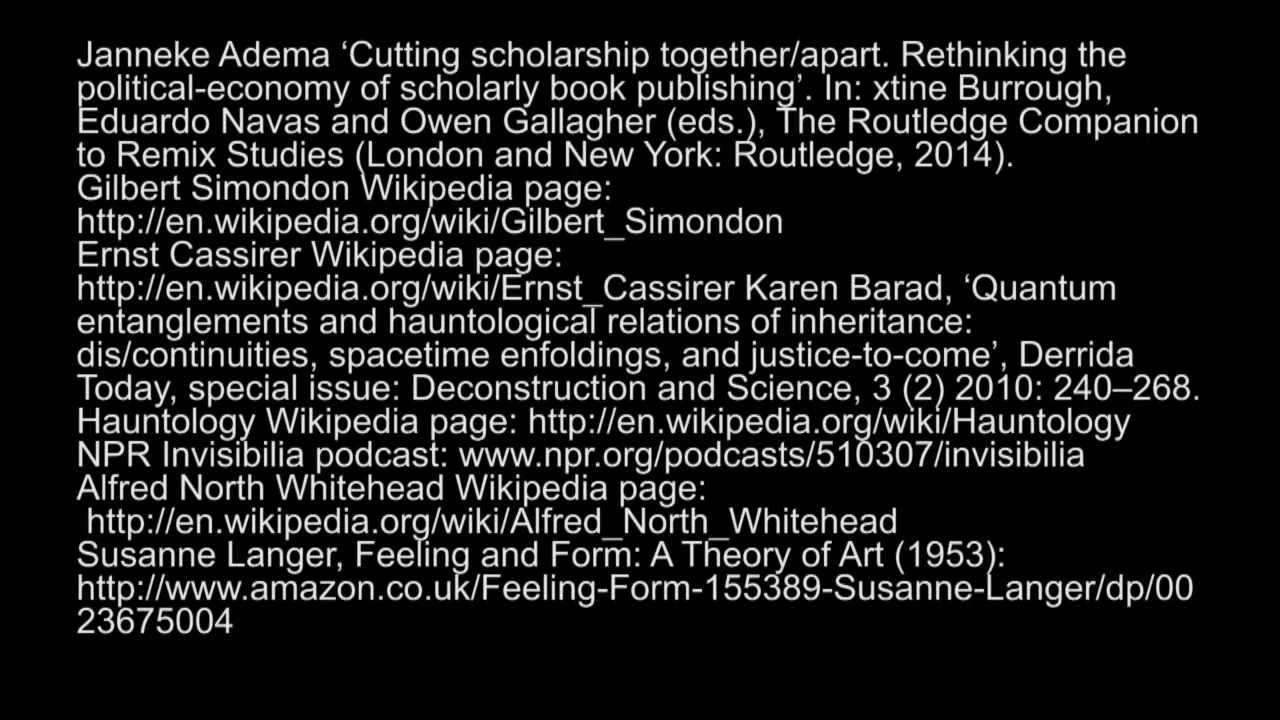 Janneke Adema ‘Cutting scholarship together/apart. Rethinking the
political-economy of scholarly book publishing’. In: xtine Burrough,
Eduardo Navas and Owen Gallagher (eds.), The Routledge Companion
to Remix Studies (London and New York: Routledge, 2014).
Gilbert Simondon Wikipedia page:
http://en.wikipedia.org/wiki/Gilbert_Simondon
Ernst Cassirer Wikipedia page:
http://en.wikipedia.org/wiki/Ernst_Cassirer Karen Barad, ‘Quantum
entanglements and hauntological relations of inheritance:
dis/continuities, spacetime enfoldings, and justice-to-come’, Derrida
Today, special issue: Deconstruction and Science, 3 (2) 2010: 240–268.
Hauntology Wikipedia page: http://en.wikipedia.org/wiki/Hauntology
NPR Invisibilia podcast: www.npr.org/podcasts/510307/invisibilia
Alfred North Whitehead Wikipedia page:
http://en.wikipedia.org/wiki/Alfred_North_Whitehead
Susanne Langer, Feeling and Form: A Theory of Art (1953):
http://www.amazon.co.uk/Feeling-Form-155389-Susanne-Langer/dp/00
23675004